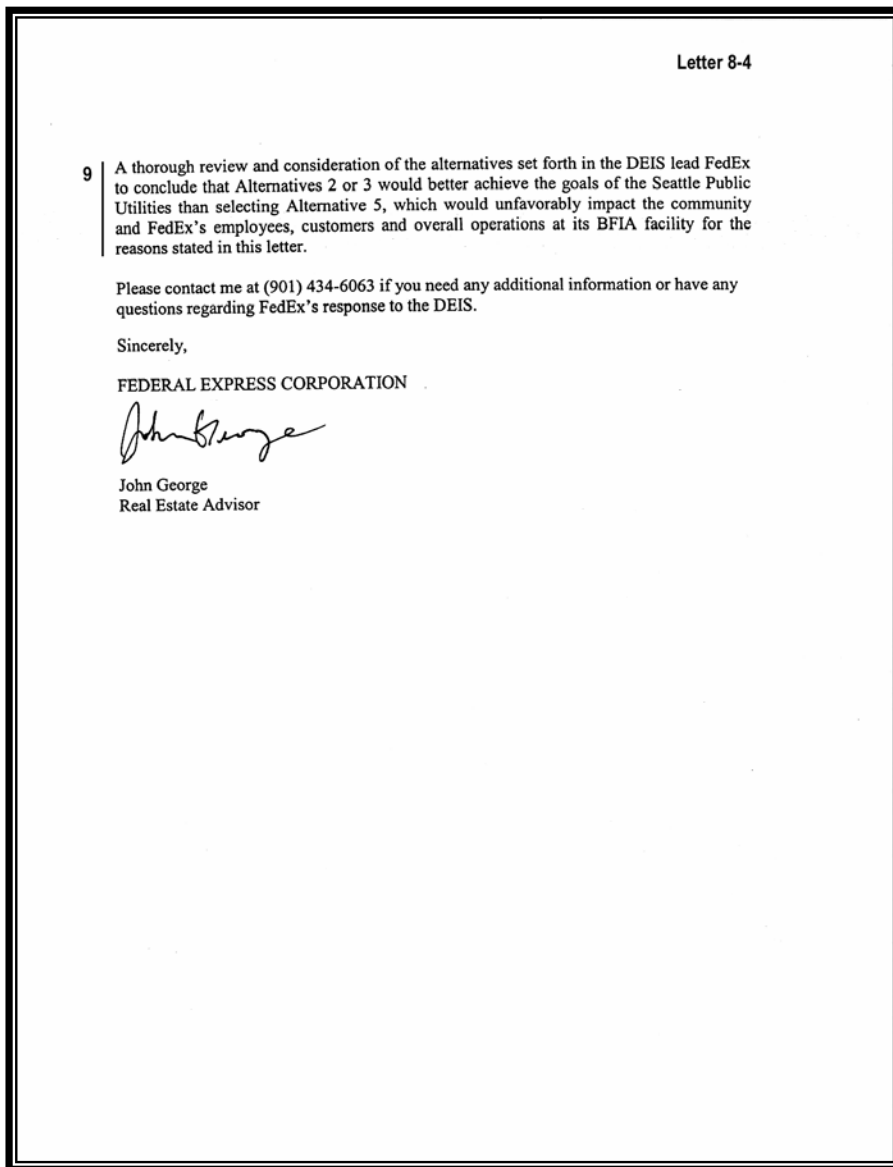 Letter 8-4
9 A thorough review and consideration of the alternatives set forth in the DEIS lead FedEx
to conclude that Alternatives 2 or 3 would better achieve the goals of the Seattle Public
Utilities than selecting Alternative 5, which would unfavorably impact the community
and FedEx's employees, customers and overall operations at its BFIA facility for the
reasons stated in this letter.
Please contact me at (901) 434-6063 if you need any additional information or have any
questions regarding FedEx's response to the DEIS.
Sincerely,
FEDERAL EXPRESS CORPORATION
John George
John George
Real Estate Advisor